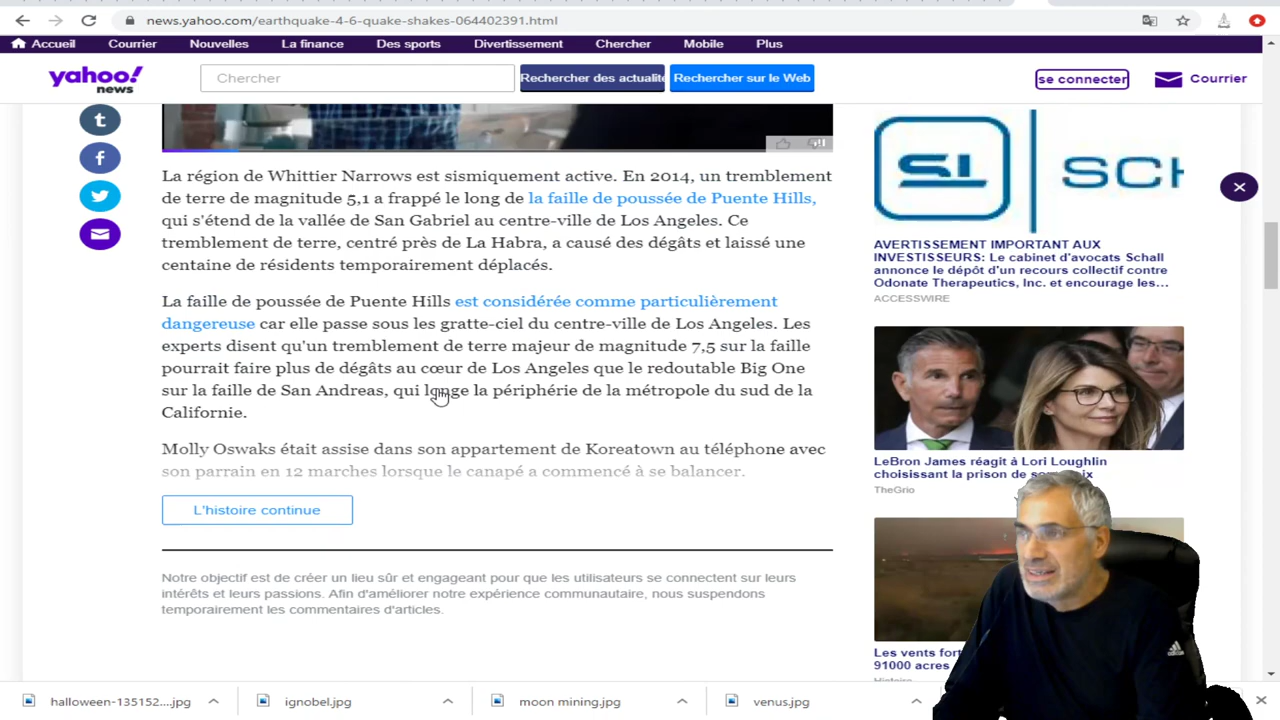 news.yahoo.com/earthquake-4-6-quake-shakes-064402391.html
Accueil Courrier Nouvelles La finance Des sports Divertissement Chercher Mobile Plus
yahoo!
news
Chercher
Rechercher des actualité
Rechercher sur le Web
se connecter
Courrier
La région de Whittier Narrows est sismiquement active. En 2014, un tremblement
de terre de magnitude 5,1 a frappé le long de la faille de poussée de Puente Hills,
qui s'étend de la vallée de San Gabriel au centre-ville de Los Angeles. Ce
tremblement de terre, centré près de La Habra, a causé des dégâts et laissé une
centaine de résidents temporairement déplacés.
La faille de poussée de Puente Hills est considérée comme particulièrement
dangereuse car elle passe sous les gratte-ciel du centre-ville de Los Angeles. Les
experts disent qu'un tremblement de terre majeur de magnitude 7,5 sur la faille
pourrait faire plus de dégâts au cœur de Los Angeles que le redoutable Big One
sur la faille de San Andreas, qui longe la périphérie de la métropole du sud de la
Californie.
Molly Oswaks était assise dans son appartement de Koreatown au téléphone avec
son parrain en 12 marches lorsque le canapé a commencé à se balancer.
L'histoire continue
Notre objectif est de créer un lieu sûr et engageant pour que les utilisateurs se connectent sur leurs
intérêts et leurs passions. Afin d'améliorer notre expérience communautaire, nous suspendons
temporairement les commentaires d'articles.
SCH
AVERTISSEMENT IMPORTANT AUX
INVESTISSEURS: Le cabinet d'avocats Schall
annonce le dépôt d'un recours collectif contre
Odonate Therapeutics, Inc. et encourage les...
ACCESSWIRE
LeBron James réagit à Lori Loughlin
choisissant la prison de
TheGrio
Les vents fort
91000 acres
halloween-135152....jpg
ignobel.jpg
moon mining.jpg
venus.jpg